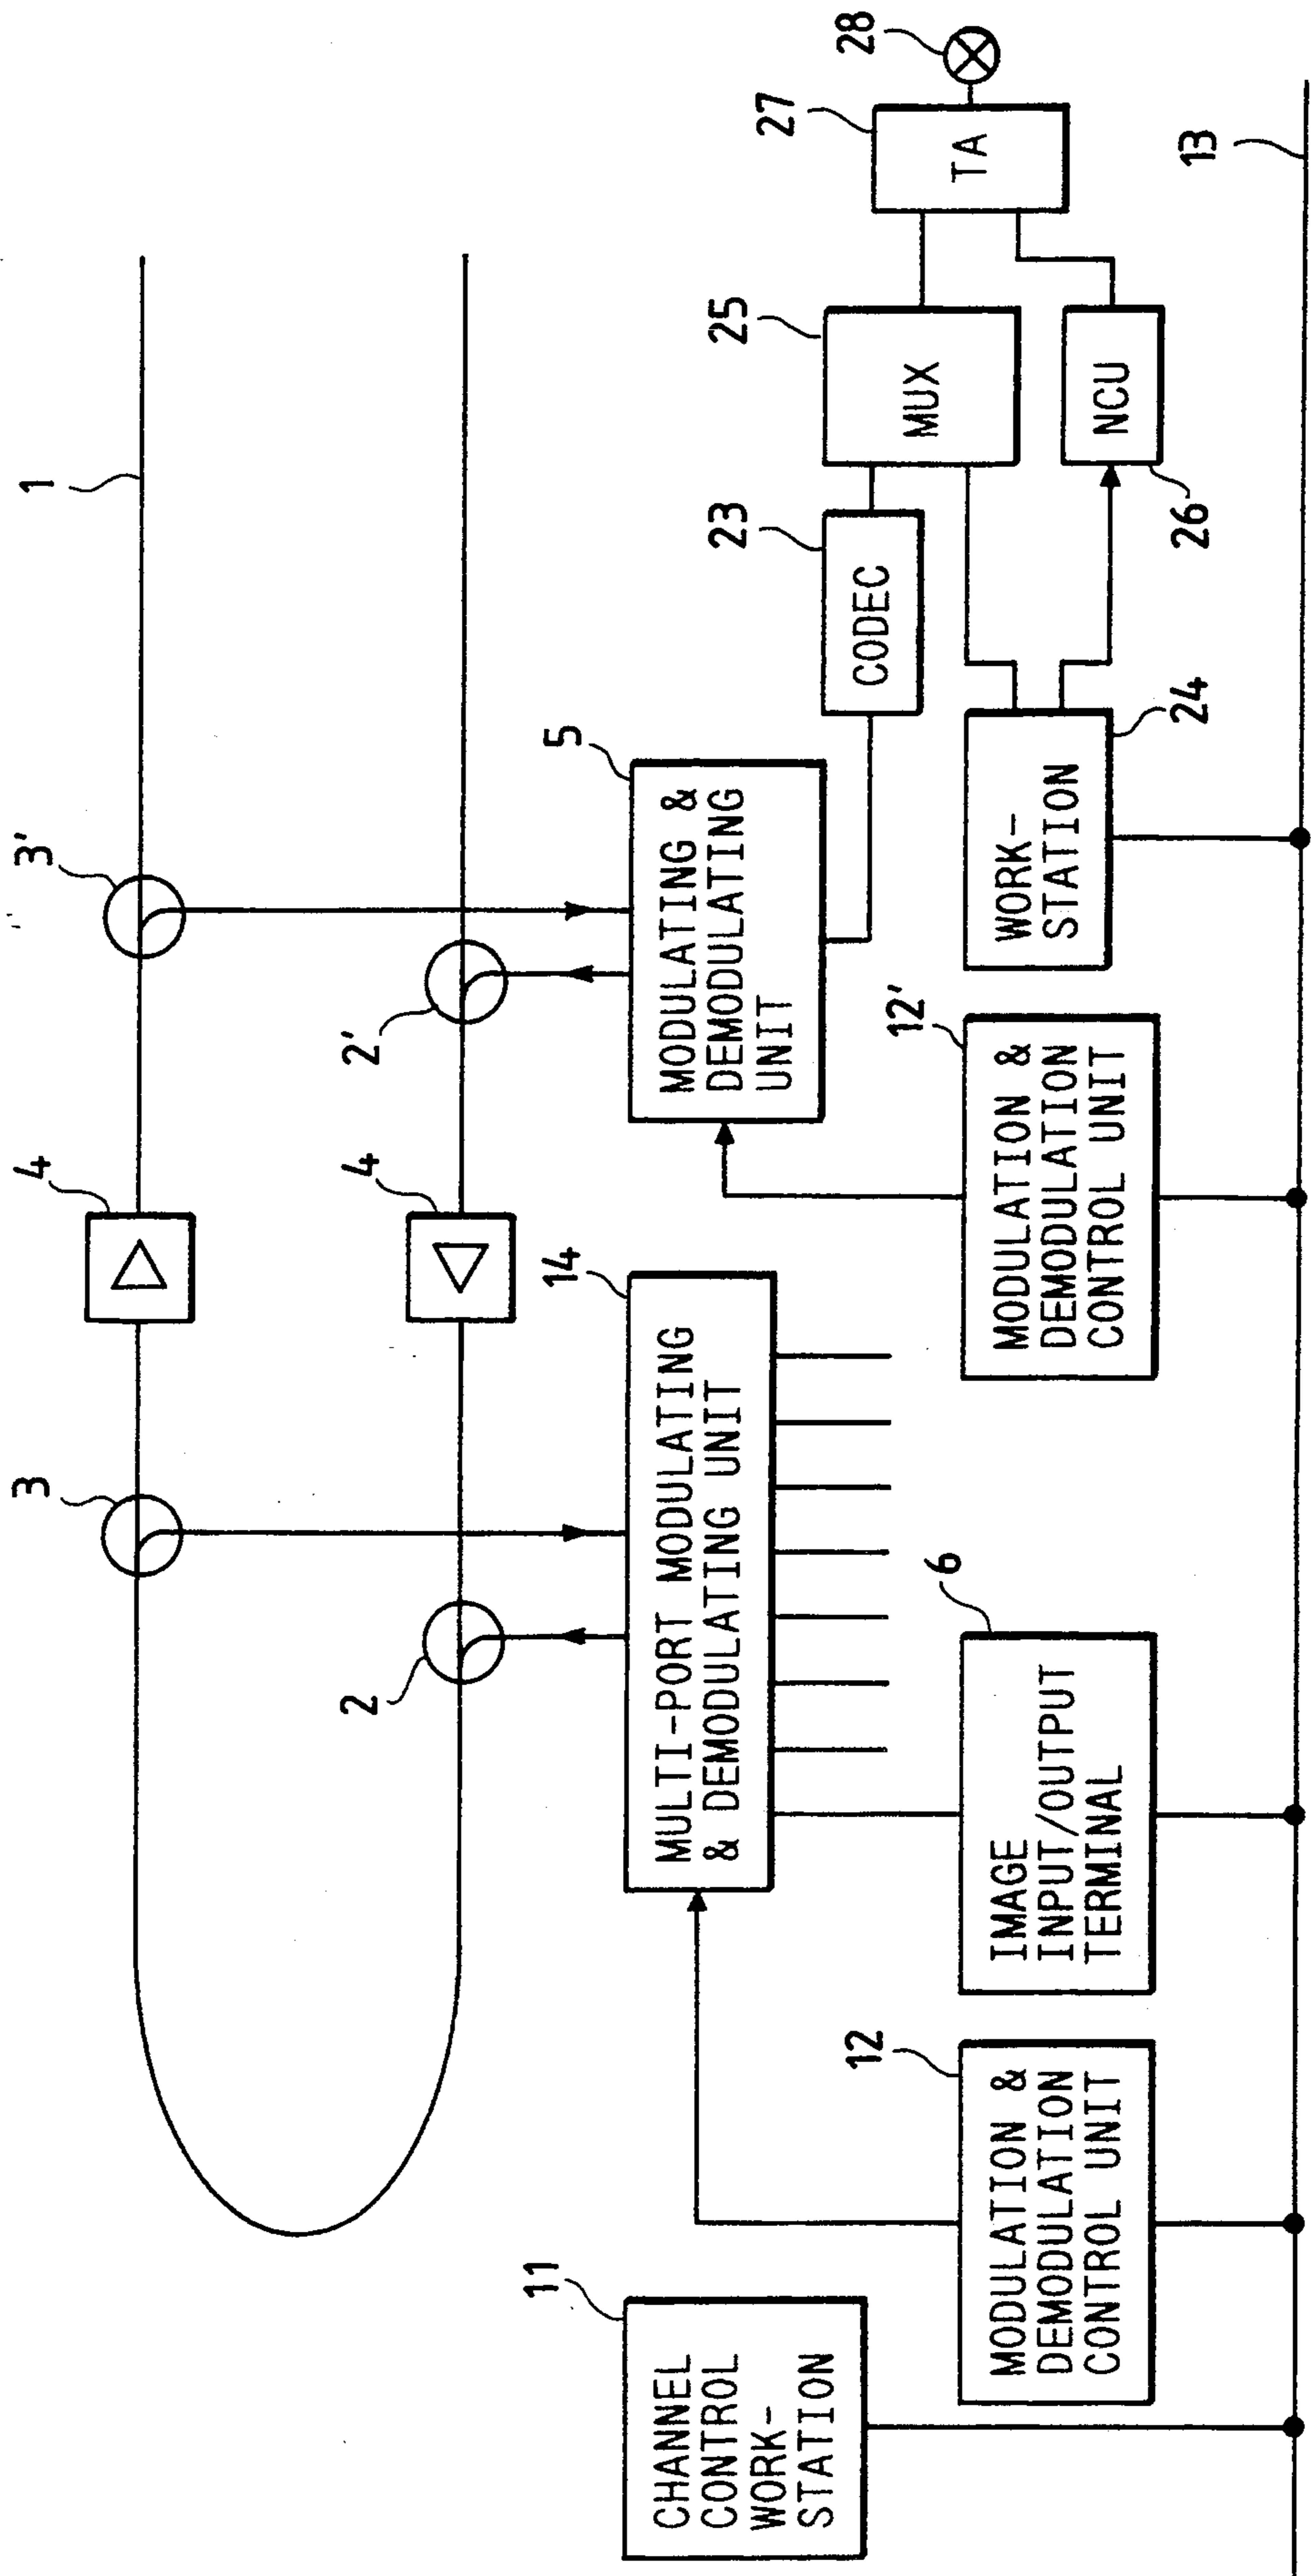 1
3'
4
3
2'
4
2
5
MODULATING &
DEMODULATING
UNIT
14
MULTI-PORT MODULATING
& DEMODULATING UNIT
11
CHANNEL
CONTROL
WORK-
STATION
12
MODULATION &
DEMODULATION
CONTROL UNIT
6
IMAGE
INPUT/OUTPUT
TERMINAL
12'
MODULATION &
DEMODULATION
CONTROL UNIT
24
WORK-
STATION
23
CODEC
25
MUX
26
NCU
27
TA
28
13